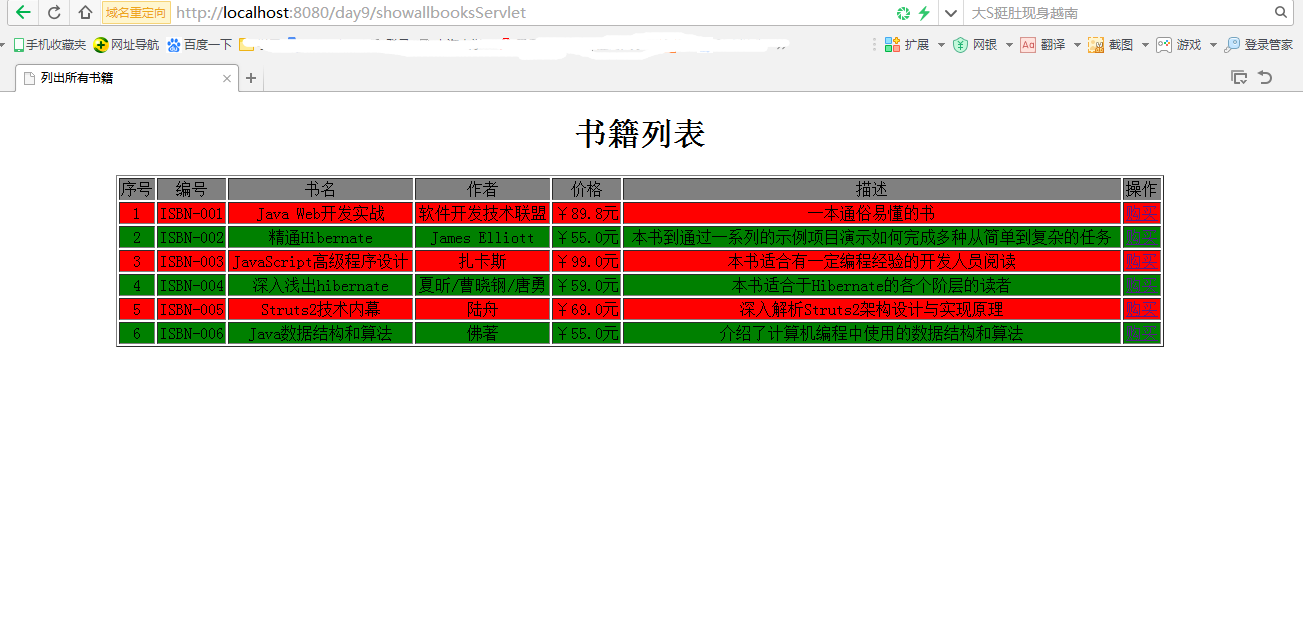 域名重定向 http://localhost:8080/day9/showallbooksServlet 大S挺肚现身越南
手机收藏夹 网址导航 百度一下 扩展 网银 Aa 翻译 截图 游戏 登录管家
列出所有书籍
书籍列表
序号 编号 书名 作者 价格 描述 操作
1 ISBN-001 Java Web开发实战 软件开发技术联盟 ￥89.8元 一本通俗易懂的书 购买
2 ISBN-002 精通Hibernate James Elliott ￥55.0元 本书到通过一系列的示例项目演示如何完成多种从简单到复杂的任务 购买
3 ISBN-003 JavaScript高级程序设计 扎卡斯 ￥99.0元 本书适合有一定编程经验的开发人员阅读 购买
4 ISBN-004 深入浅出hibernate 夏昕/曹晓钢/唐勇 ￥59.0元 本书适合于Hibernate的各个阶层的读者 购买
5 ISBN-005 Struts2技术内幕 陆舟 ￥69.0元 深入解析Struts2架构设计与实现原理 购买
6 ISBN-006 Java数据结构和算法 佛著 ￥55.0元 介绍了计算机编程中使用的数据结构和算法 购买